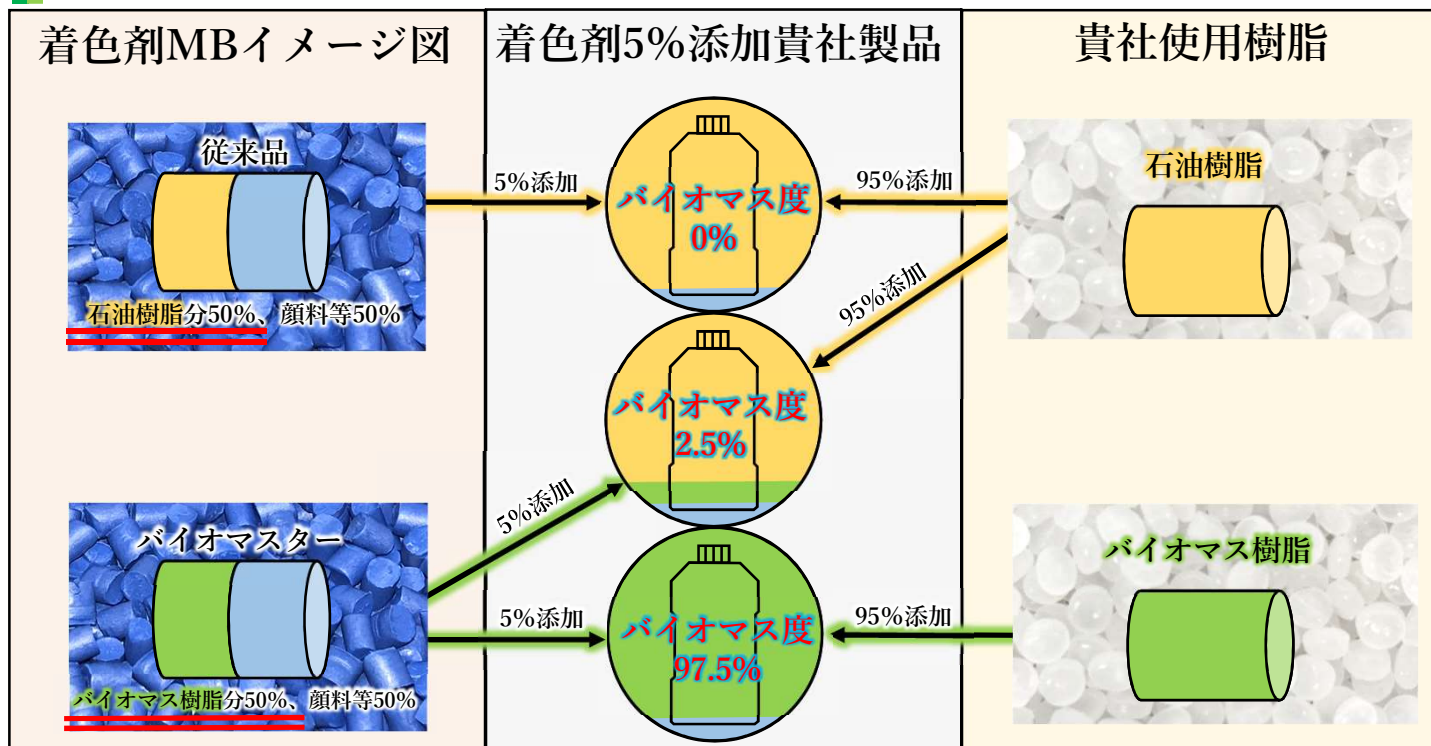 着色剤MBイメージ図
従来品
石油樹脂分50%、顔料等50%
バイオマスター
バイオマス樹脂分50%、顔料等50%
着色剤5%添加貴社製品
5%添加
95%添加
バイオマス度
0%
95%添加
バイオマス度
2.5%
5%添加
5%添加
95%添加
バイオマス度
97.5%
貴社使用樹脂
石油樹脂
バイオマス樹脂